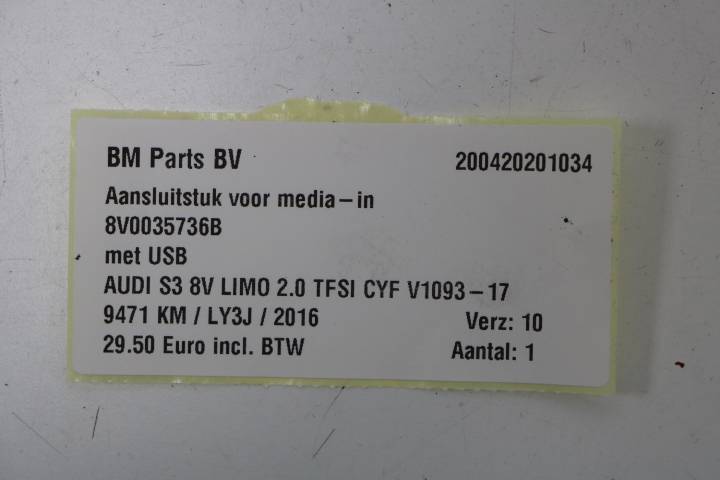 BM Parts BV 200420201034
Aansluitstuk voor media-in
8V0035736B
met USB
AUDI S3 8V LIMO 2.0 TFSI CYF V1093-17
9471 KM / LY3J / 2016 Verz: 10
29.50 Euro incl. BTW Aantal: 1